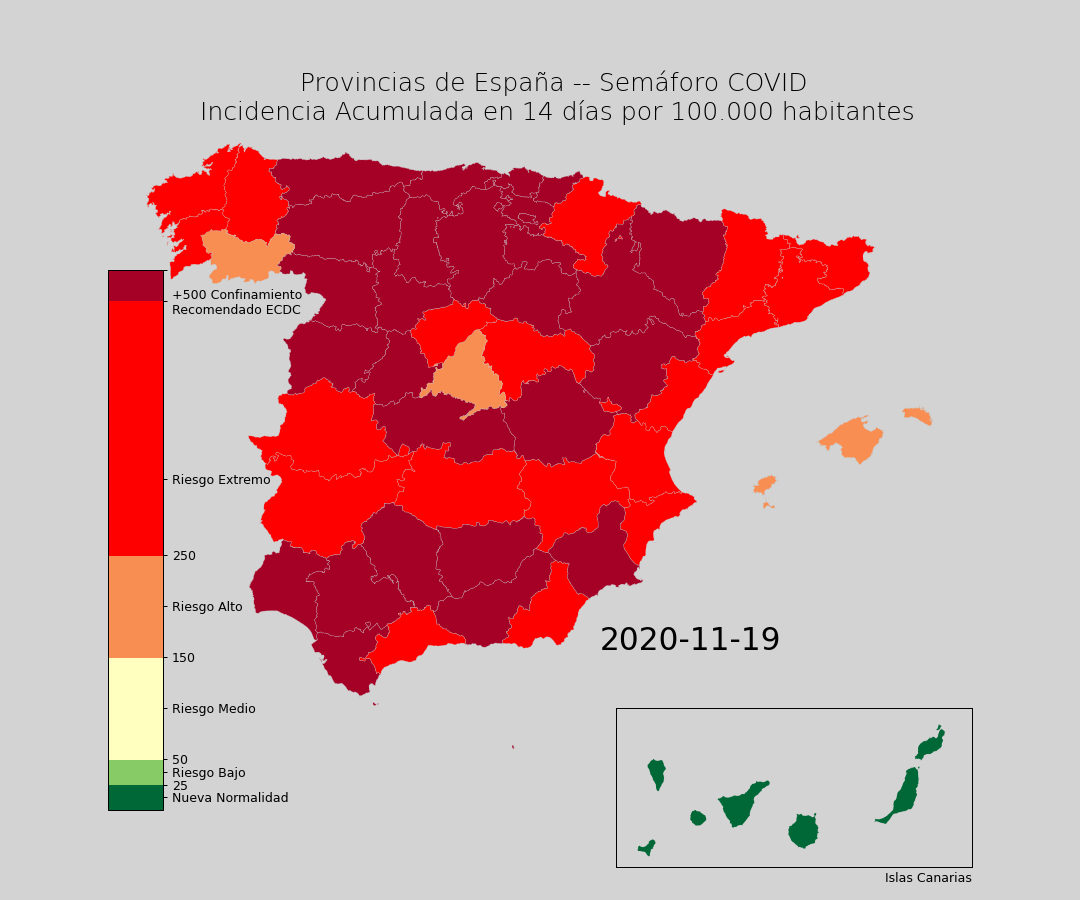 Provincias de España -- Semáforo COVID
Incidencia Acumulada en 14 días por 100.000 habitantes
+500 Confinamiento
Recomendado ECDC
Riesgo Extremo
250
Riesgo Alto
150
Riesgo Medio
50
Riesgo Bajo
25
Nueva Normalidad
2020-11-19
Islas Canarias